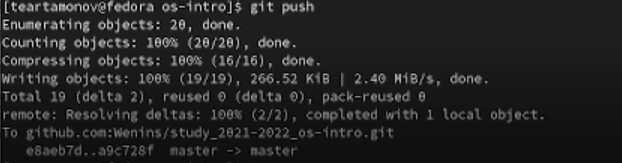 [teartamonov@fedora os-intro]$ git push
Enumerating objects: 20, done.
Counting objects: 100% (20/20), done.
Compressing objects: 100% (16/16), done.
Writing objects: 100% (19/19), 266.52 KiB | 2.40 MiB/s, done.
Total 19 (delta 2), reused 0 (delta 0), pack-reused 0
remote: Resolving deltas: 100% (2/2), completed with 1 local object.
To github.com:Wenins/study_2021-2022_os-intro.git
   e8aeb7d..a9c728f  master -> master